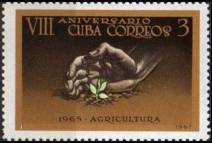 VIII ANIVERSARIO
CUBA CORREOS 3
1965 - AGRICULTURA
1967